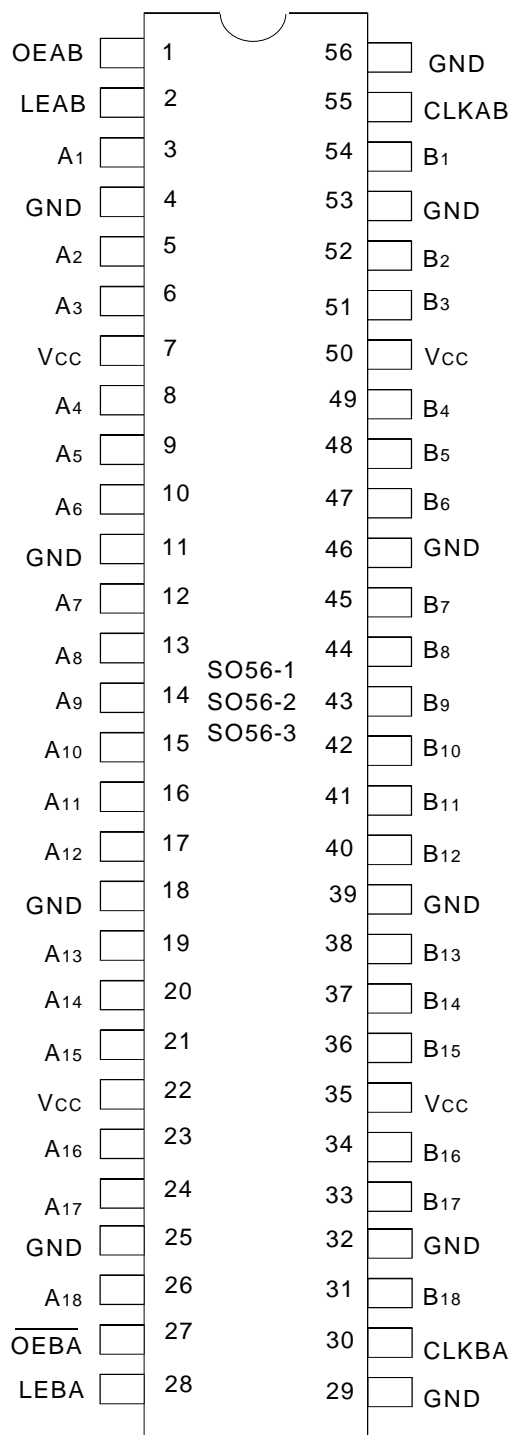 OEAB 1 56 GND
LEAB 2 55 CLKAB
A1 3 54 B1
GND 4 53 GND
A2 5 52 B2
A3 6 51 B3
VCC 7 50 VCC
A4 8 49 B4
A5 9 48 B5
A6 10 47 B6
GND 11 46 GND
A7 12 45 B7
A8 13 44 B8
SO56-1
A9 14 SO56-2 43 B9
SO56-3
A10 15 42 B10
A11 16 41 B11
A12 17 40 B12
GND 18 39 GND
A13 19 38 B13
A14 20 37 B14
A15 21 36 B15
VCC 22 35 VCC
A16 23 34 B16
A17 24 33 B17
GND 25 32 GND
A18 26 31 B18
O̅E̅B̅A̅ 27 30 CLKBA
LEBA 28 29 GND